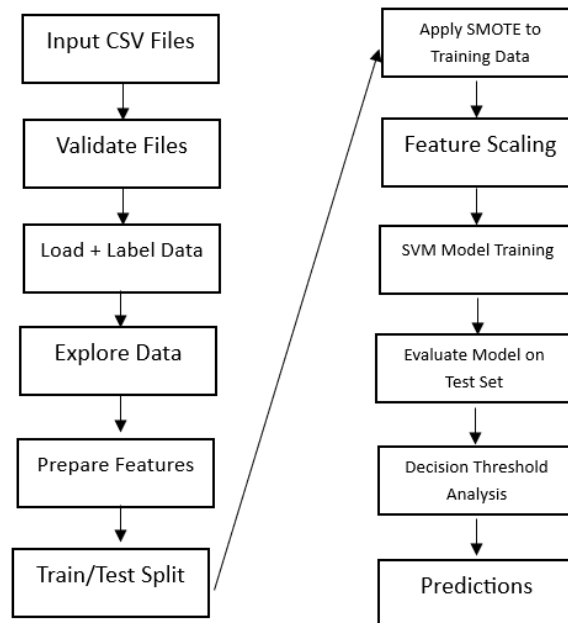 Input CSV Files
Validate Files
Load + Label Data
Explore Data
Prepare Features
Train/Test Split
Apply SMOTE to
Training Data
Feature Scaling
SVM Model Training
Evaluate Model on
Test Set
Decision Threshold
Analysis
Predictions